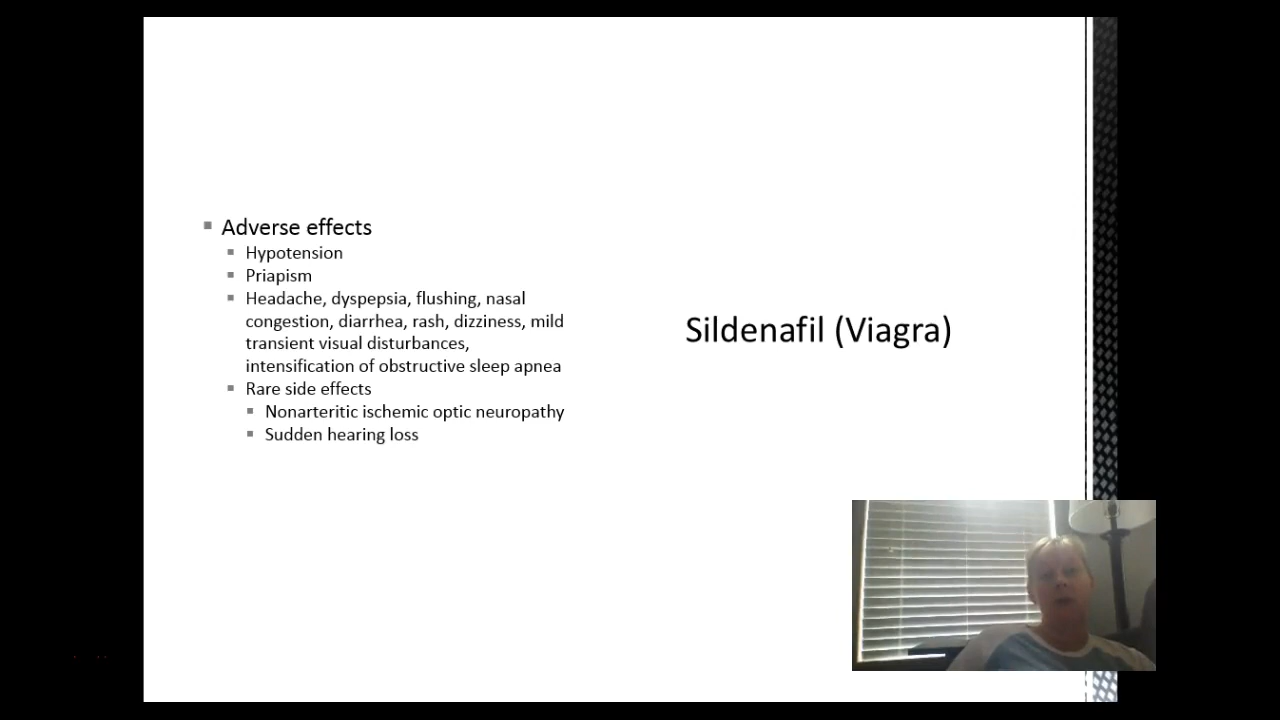 Adverse effects
Hypotension
Priapism
Headache, dyspepsia, flushing, nasal
congestion, diarrhea, rash, dizziness, mild
transient visual disturbances,
intensification of obstructive sleep apnea
Rare side effects
Nonarteritic ischemic optic neuropathy
Sudden hearing loss
Sildenafil (Viagra)